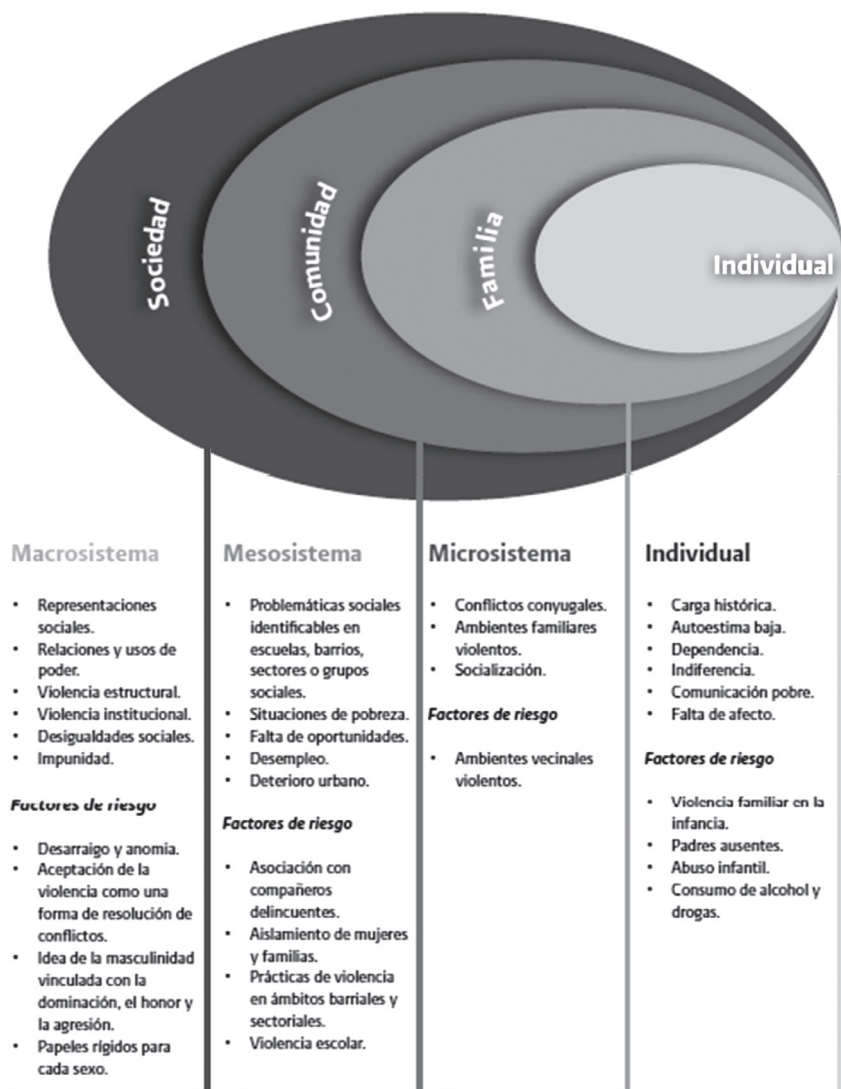 Sociedad
Comunidad
Familia
Individual
Macrosistema
• Representaciones
sociales.
• Relaciones y usos de
poder.
• Violencia estructural.
• Violencia institucional.
• Desigualdades sociales.
• Impunidad.
Factores de riesgo
• Desarraigo y anomia.
• Aceptación de la
violencia como una
forma de resolución de
conflictos.
• Idea de la masculinidad
vinculada con la
dominación, el honor y
la agresión.
• Papeles rígidos para
cada sexo.
Mesosistema
• Problemáticas sociales
identificables en
escuelas, barrios,
sectores o grupos
sociales.
• Situaciones de pobreza.
• Falta de oportunidades.
• Desempleo.
• Deterioro urbano.
Factores de riesgo
• Asociación con
compañeros
delincuentes.
• Aislamiento de mujeres
y familias.
• Prácticas de violencia
en ámbitos barriales y
sectoriales.
• Violencia escolar.
Microsistema
• Conflictos conyugales.
• Ambientes familiares
violentos.
• Socialización.
Factores de riesgo
• Ambientes vecinales
violentos.
Individual
• Carga histórica.
• Autoestima baja.
• Dependencia.
• Indiferencia.
• Comunicación pobre.
• Falta de afecto.
Factores de riesgo
• Violencia familiar en la
infancia.
• Padres ausentes.
• Abuso infantil.
• Consumo de alcohol y
drogas.